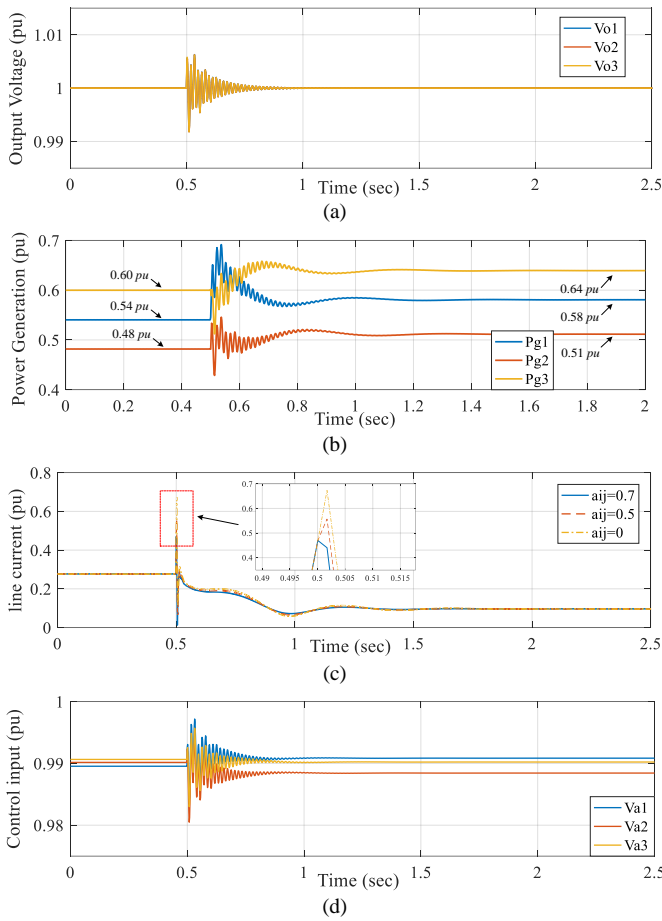 Output Voltage (pu)
1.01
1
0.99
Vo1
Vo2
Vo3
0 0.5 1 1.5 2 2.5
Time (sec)
(a)
Power Generation (pu)
0.7
0.6
0.5
0.4
0.60 pu
0.54 pu
0.48 pu
0.64 pu
0.58 pu
0.51 pu
Pg1
Pg2
Pg3
0 0.2 0.4 0.6 0.8 1 1.2 1.4 1.6 1.8 2
Time (sec)
(b)
line current (pu)
0.8
0.6
0.4
0.2
0
0.7
0.6
0.5
0.4
0.49 0.495 0.5 0.505 0.51 0.515
aij=0.7
aij=0.5
aij=0
0 0.5 1 1.5 2 2.5
Time (sec)
(c)
Control input (pu)
1
0.99
0.98
Va1
Va2
Va3
0 0.5 1 1.5 2 2.5
Time (sec)
(d)